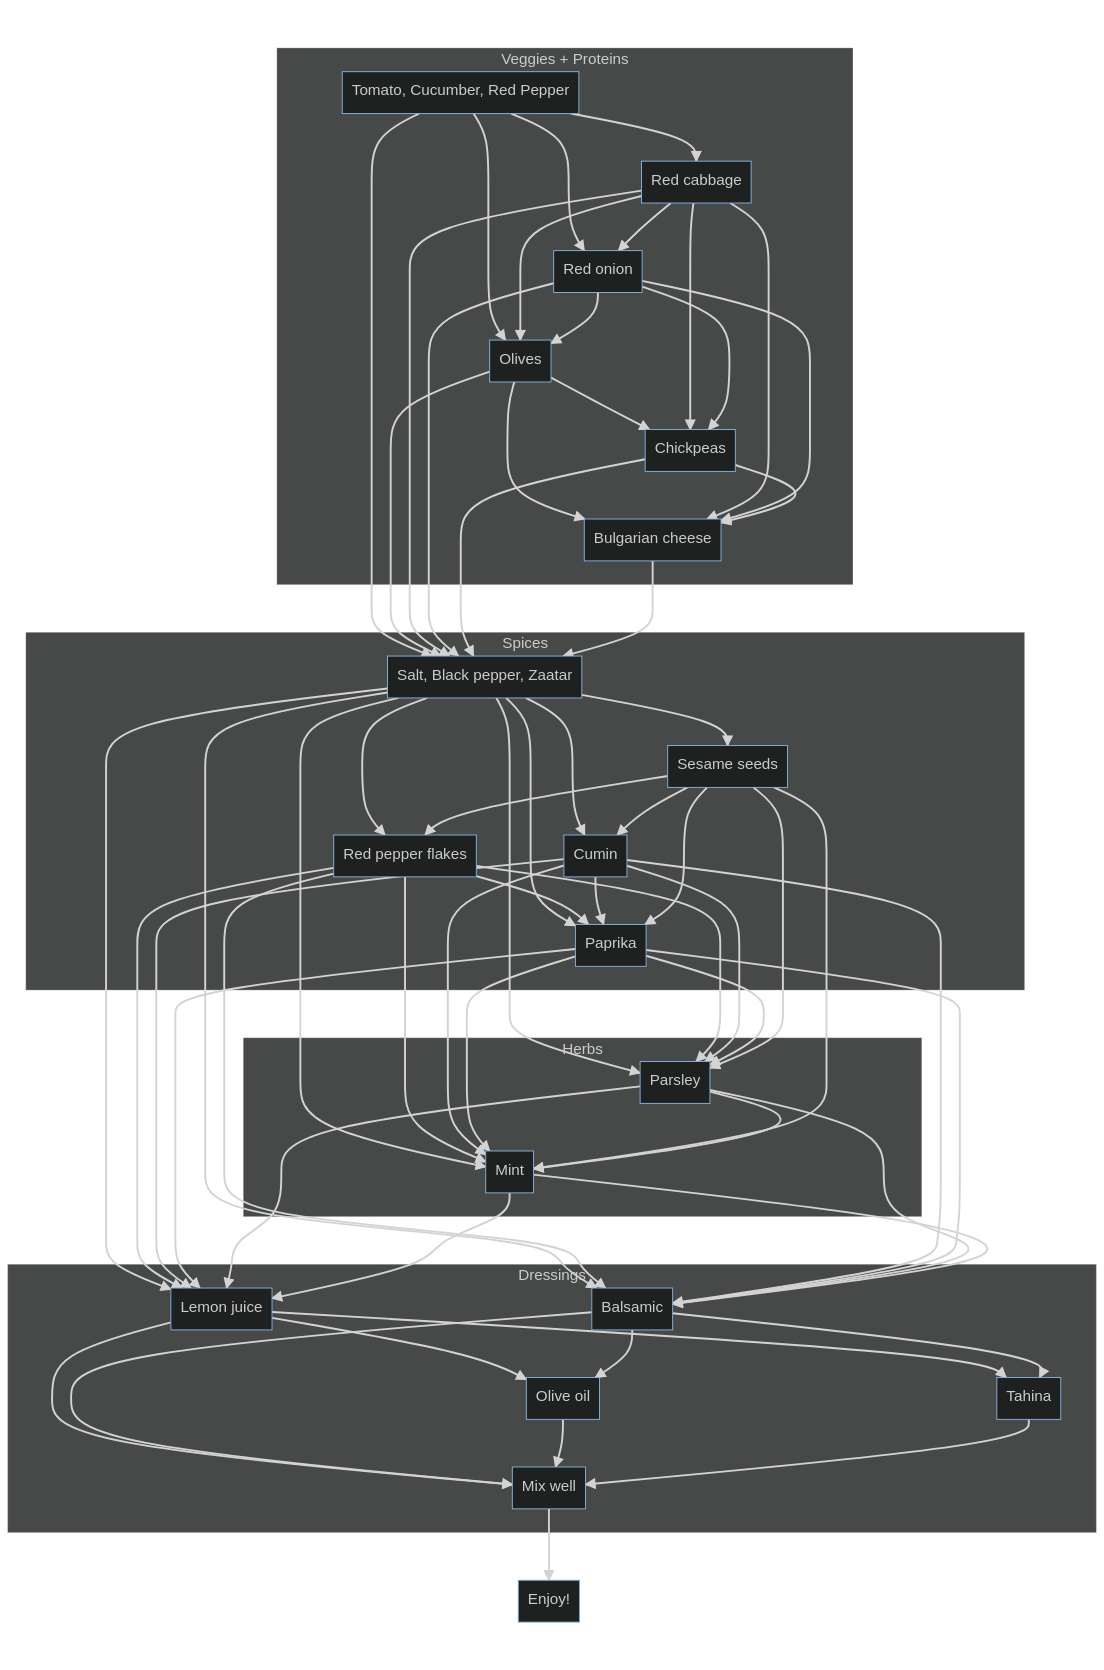 Veggies + Proteins
Tomato, Cucumber, Red Pepper
Red cabbage
Red onion
Olives
Chickpeas
Bulgarian cheese
Spices
Salt, Black pepper, Zaatar
Sesame seeds
Red pepper flakes
Cumin
Paprika
Herbs
Parsley
Mint
Dressings
Lemon juice
Balsamic
Olive oil
Tahina
Mix well
Enjoy!